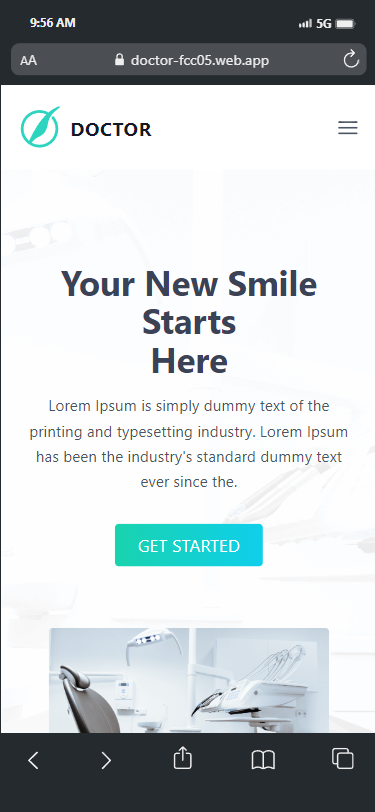 9:56 AM
5G
AA
doctor-fcc05.web.app
DOCTOR
Your New Smile
Starts
Here
Lorem Ipsum is simply dummy text of the
printing and typesetting industry. Lorem Ipsum
has been the industry's standard dummy text
ever since the.
GET STARTED